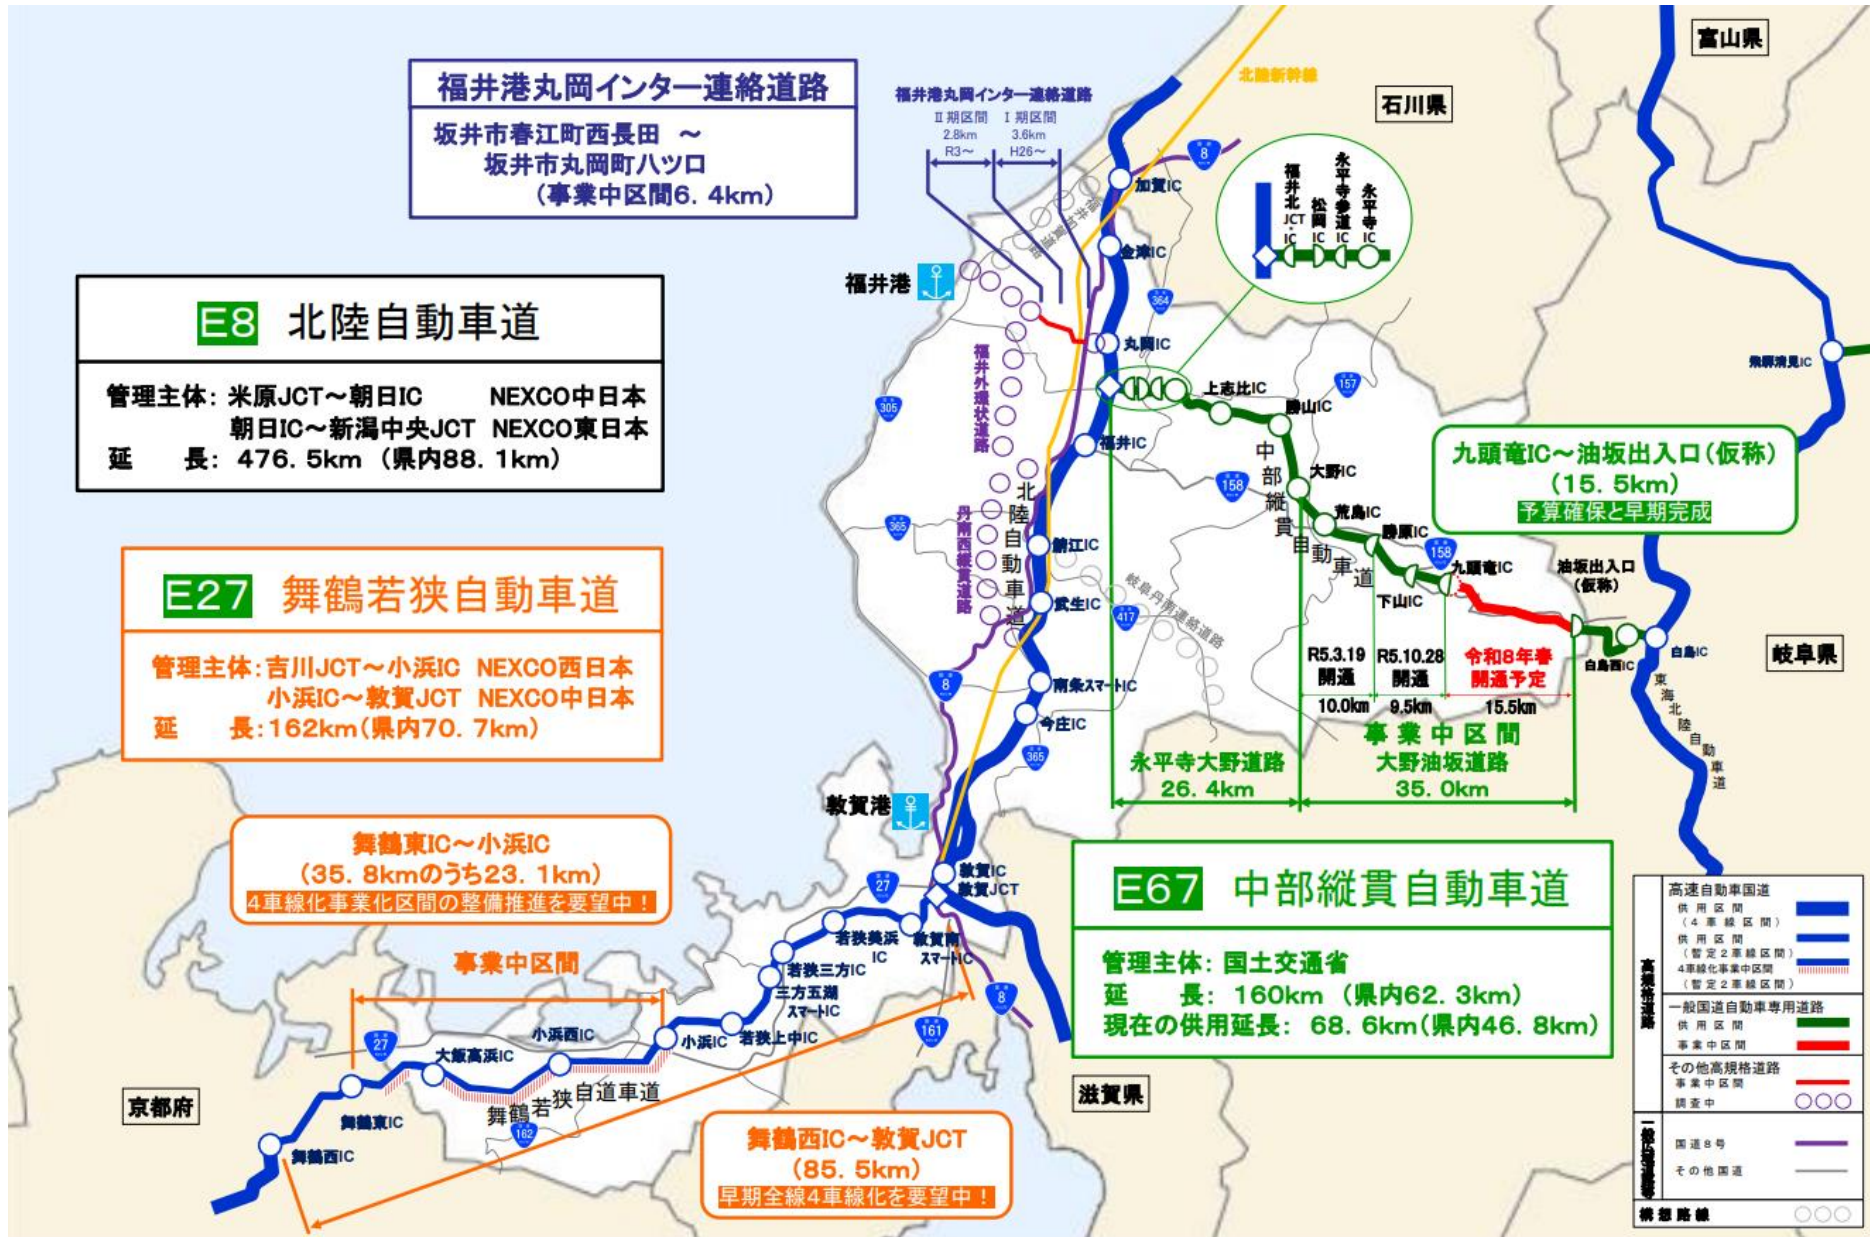 福井港丸岡インター連絡道路
坂井市春江町西長田 ～
坂井市丸岡町八ツ口
（事業中区間6.4km）
福井港丸岡インター連絡道路
Ⅱ期区間 Ⅰ期区間
2.8km 3.6km
R3～ H26～
北陸新幹線
富山県
石川県
E8 北陸自動車道
管理主体：米原JCT～朝日IC NEXCO中日本
朝日IC～新潟中央JCT NEXCO東日本
延 長：476.5km（県内88.1km）
E27 舞鶴若狭自動車道
管理主体：吉川JCT～小浜IC NEXCO西日本
小浜IC～敦賀JCT NEXCO中日本
延 長：162km（県内70.7km）
舞鶴東IC～小浜IC
（35.8kmのうち23.1km）
4車線化事業化区間の整備推進を要望中！
事業中区間
舞鶴西IC～敦賀JCT
（85.5km）
早期全線4車線化を要望中！
E67 中部縦貫自動車道
管理主体：国土交通省
延 長：160km（県内62.3km）
現在の供用延長：68.6km（県内46.8km）
九頭竜IC～油坂出入口（仮称）
（15.5km）
予算確保と早期完成
福井北JCT・IC
松岡IC
永平寺参道IC
永平寺IC
8
加賀IC
福井加賀道路
金津IC
364
福井港
丸岡IC
飛騨清見IC
福井外環状道路
305
上志比IC
157
勝山IC
福井IC
158
中部縦貫自動車道
大野IC
荒島IC
勝原IC
158
九頭竜IC
下山IC
油坂出入口
（仮称）
白鳥西IC
白鳥IC
岐阜県
東海北陸自動車道
北陸自動車道
365
丹南西縦貫道路
鯖江IC
武生IC
岐阜丹南連絡道路
417
8
南条スマートIC
今庄IC
365
R5.3.19
開通
10.0km
R5.10.28
開通
9.5km
令和8年春
開通予定
15.5km
事業中区間
永平寺大野道路
26.4km
大野油坂道路
35.0km
敦賀港
敦賀IC
敦賀JCT
27
若狭美浜
IC
敦賀南
スマートIC
若狭三方IC
三方五湖
スマートIC
若狭上中IC
8
161
小浜IC
小浜西IC
大飯高浜IC
27
舞鶴東IC
舞鶴西IC
舞鶴若狭自道車道
162
京都府
滋賀県
高規格道路
高速自動車国道
供用区間
（4車線区間）
供用区間
（暫定2車線区間）
4車線化事業中区間
（暫定2車線区間）
一般国道自動車専用道路
供用区間
事業中区間
その他高規格道路
事業中区間
調査中
国道8号
その他国道
構想路線